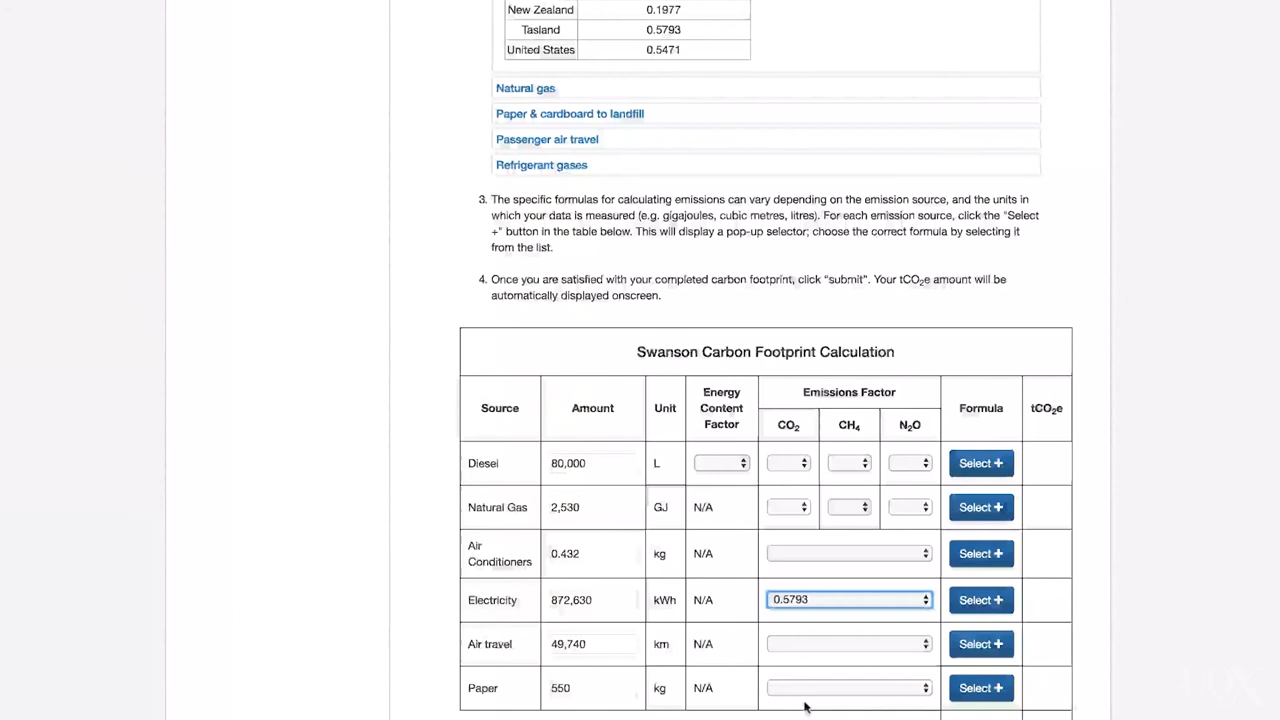 New Zealand 0.1977
Tasland 0.5793
United States 0.5471
Natural gas
Paper & cardboard to landfill
Passenger air travel
Refrigerant gases
3. The specific formulas for calculating emissions can vary depending on the emission source, and the units in
which your data is measured (e.g. gigajoules, cubic metres, litres). For each emission source, click the "Select
+" button in the table below. This will display a pop-up selector; choose the correct formula by selecting it
from the list.
4. Once you are satisfied with your completed carbon footprint, click "submit". Your tCO₂e amount will be
automatically displayed onscreen.
Swanson Carbon Footprint Calculation
Source Amount Unit Energy Content Factor Emissions Factor Formula tCO₂e
CO₂ CH₄ N₂O
Diesel 80,000 L Select +
Natural Gas 2,530 GJ N/A Select +
Air Conditioners 0.432 kg N/A Select +
Electricity 872,630 kWh N/A 0.5793 Select +
Air travel 49,740 km N/A Select +
Paper 550 kg N/A Select +